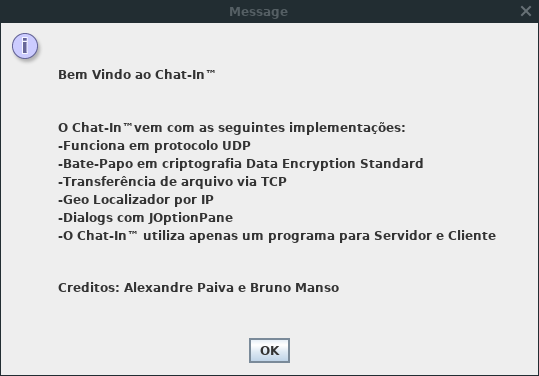 Message
Bem Vindo ao Chat-In™
O Chat-In™vem com as seguintes implementações:
-Funciona em protocolo UDP
-Bate-Papo em criptografia Data Encryption Standard
-Transferência de arquivo via TCP
-Geo Localizador por IP
-Dialogs com JOptionPane
-O Chat-In™ utiliza apenas um programa para Servidor e Cliente
Creditos: Alexandre Paiva e Bruno Manso
OK